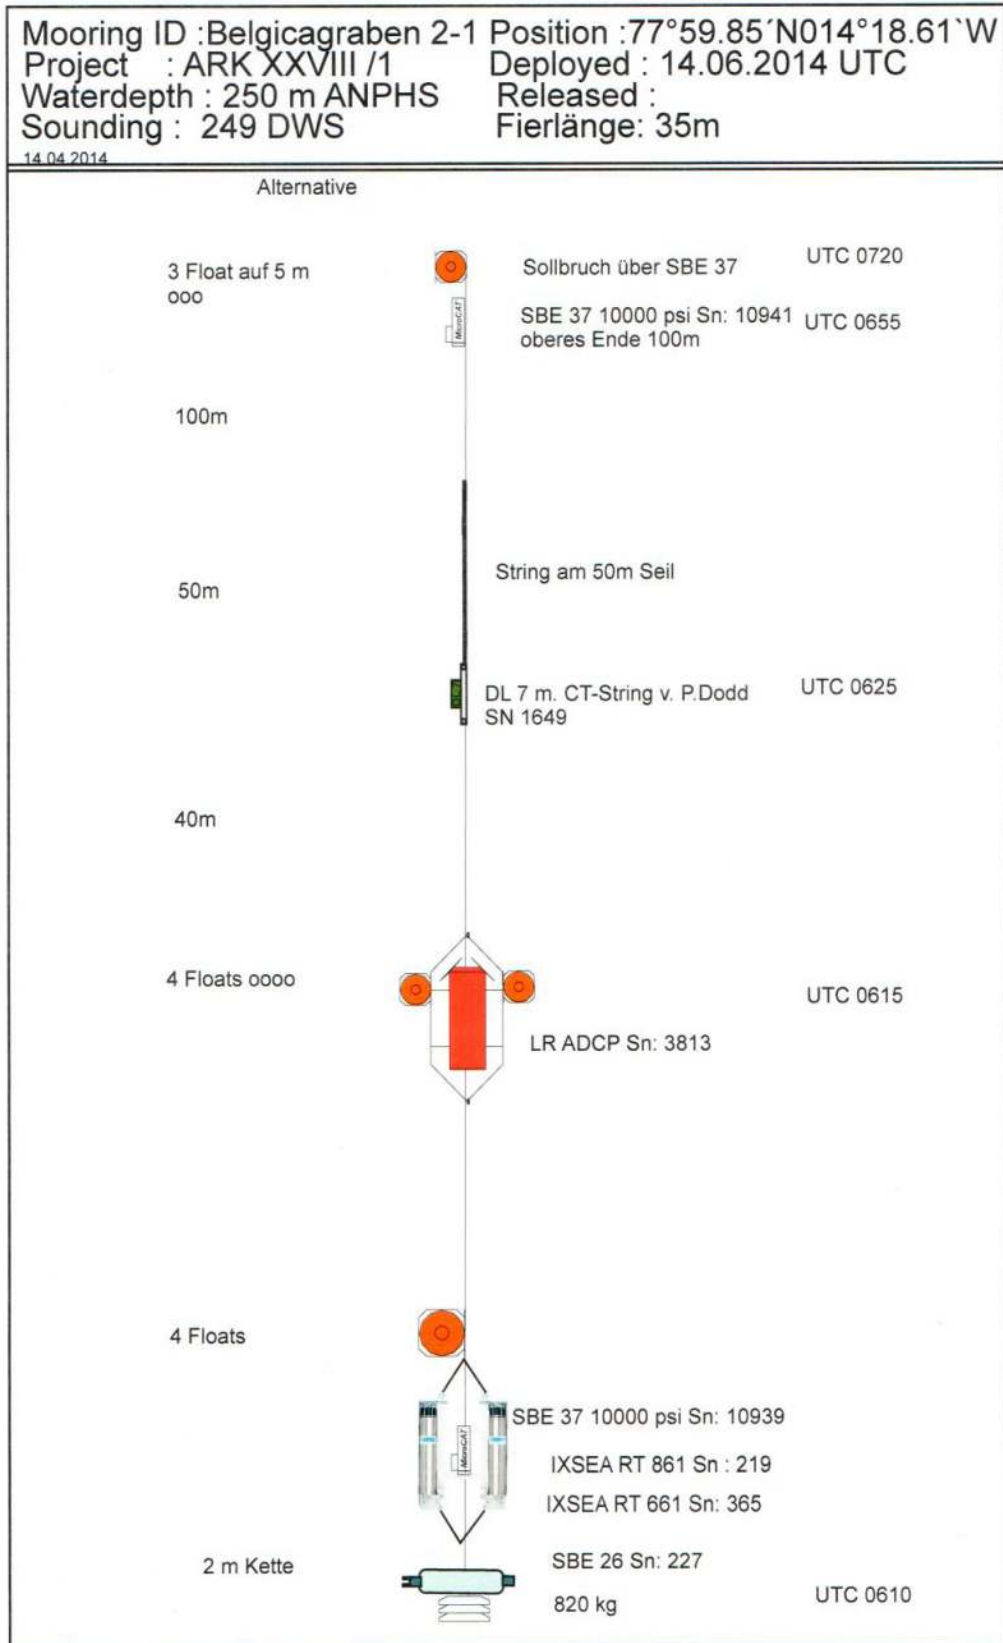 Mooring ID :Belgicagraben 2-1 Position :77°59.85´N014°18.61`W
Project : ARK XXVIII /1 Deployed : 14.06.2014 UTC
Waterdepth : 250 m ANPHS Released :
Sounding : 249 DWS Fierlänge: 35m
14.04.2014
Alternative
3 Float auf 5 m
ooo
Sollbruch über SBE 37
UTC 0720
MicroCAT
SBE 37 10000 psi Sn: 10941
oberes Ende 100m
UTC 0655
100m
50m
String am 50m Seil
DL 7 m. CT-String v. P.Dodd
SN 1649
UTC 0625
40m
4 Floats oooo
UTC 0615
LR ADCP Sn: 3813
4 Floats
SBE 37 10000 psi Sn: 10939
MicroCAT
IXSEA RT 861 Sn : 219
IXSEA RT 661 Sn: 365
2 m Kette
SBE 26 Sn: 227
820 kg
UTC 0610